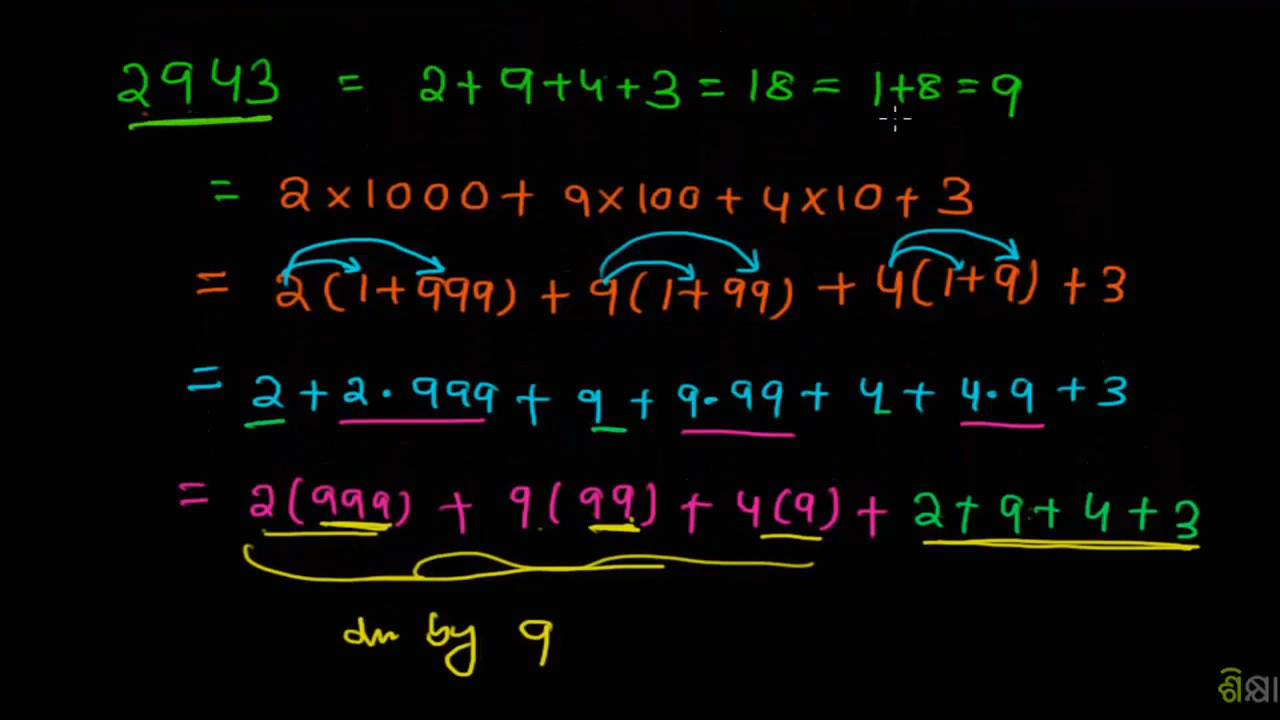 2943 = 2+ 9+4+3 = 18 = 1+8 = 9
= 2×1000+ 9×100 + 4×10 + 3
= 2(1+999) + 9(1+99) + 4(1+9) + 3
= 2 + 2·999 + 9 + 9·99 + 4 + 4·9 + 3
= 2(999) + 9(99) + 4(9) + 2+ 9+ 4+3
by 9
ଶିକ୍ଷା